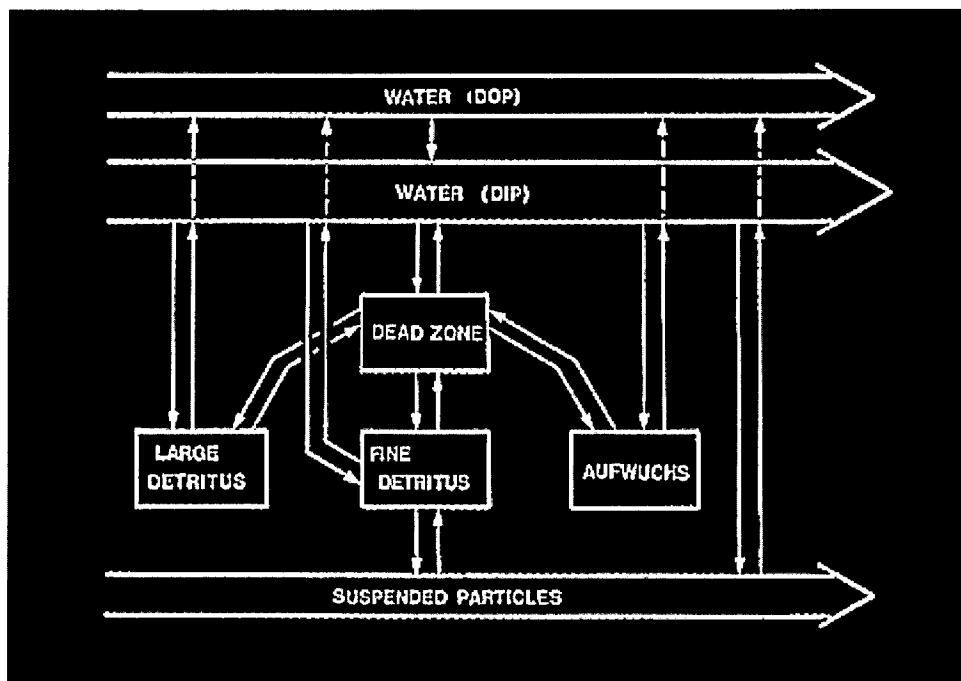 WATER (DOP)
WATER (DIP)
DEAD ZONE
LARGE
DETRITUS
FINE
DETRITUS
AUFWUCHS
SUSPENDED PARTICLES